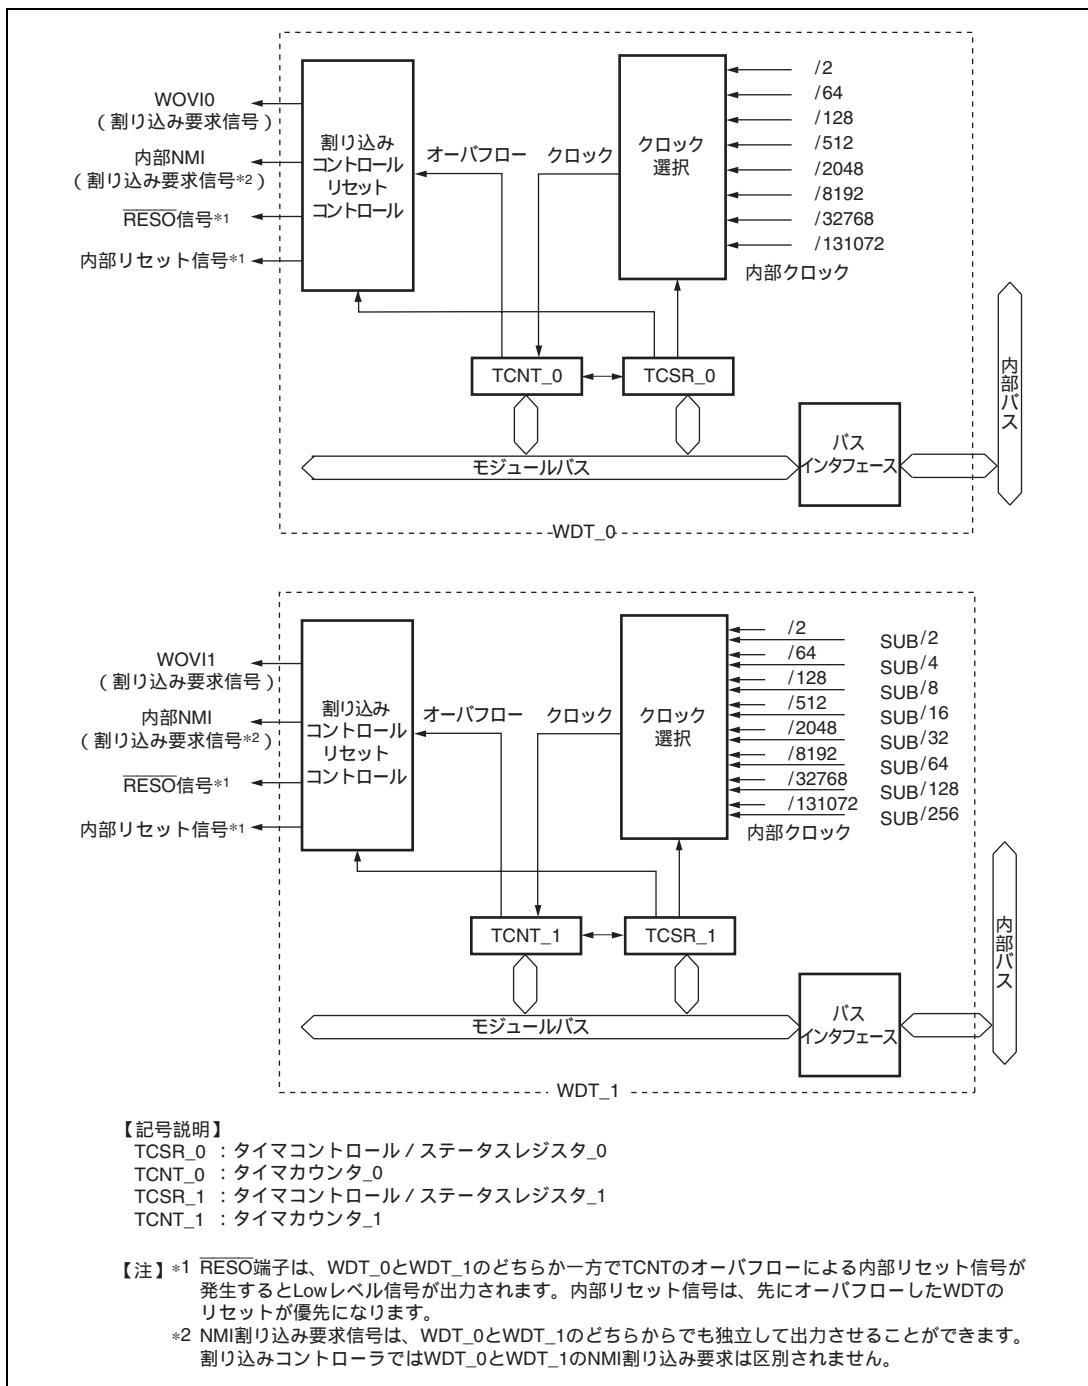 /2
/64
/128
/512
/2048
/8192
/32768
/131072
内部クロック
WOVI0
(割り込み要求信号)
内部NMI
(割り込み要求信号*2)
RESO信号*1
内部リセット信号*1
割り込み
コントロール
リセット
コントロール
オーバフロー
クロック
クロック
選択
TCNT_0
TCSR_0
モジュールバス
バス
インタフェース
内部バス
WDT_0
WOVI1
(割り込み要求信号)
内部NMI
(割り込み要求信号*2)
RESO信号*1
内部リセット信号*1
割り込み
コントロール
リセット
コントロール
オーバフロー
クロック
クロック
選択
/2
/64
/128
/512
/2048
/8192
/32768
/131072
内部クロック
SUB/2
SUB/4
SUB/8
SUB/16
SUB/32
SUB/64
SUB/128
SUB/256
TCNT_1
TCSR_1
モジュールバス
バス
インタフェース
内部バス
WDT_1
【記号説明】
TCSR_0 :タイマコントロール/ステータスレジスタ_0
TCNT_0 :タイマカウンタ_0
TCSR_1 :タイマコントロール/ステータスレジスタ_1
TCNT_1 :タイマカウンタ_1
【注】*1 RESO端子は、WDT_0とWDT_1のどちらか一方でTCNTのオーバフローによる内部リセット信号が
発生するとLowレベル信号が出力されます。内部リセット信号は、先にオーバフローしたWDTの
リセットが優先になります。
*2 NMI割り込み要求信号は、WDT_0とWDT_1のどちらからでも独立して出力させることができます。
割り込みコントローラではWDT_0とWDT_1のNMI割り込み要求は区別されません。